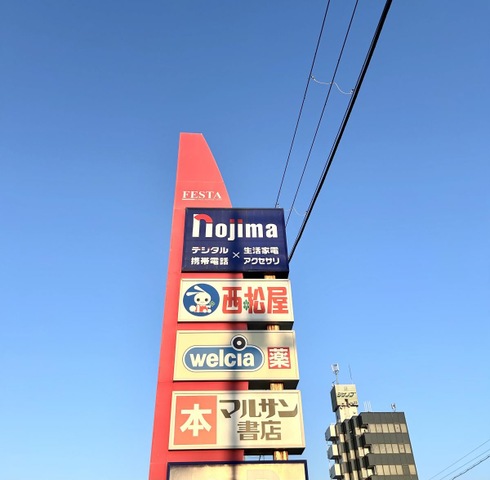 FESTA
nojima
デジタル 生活家電
携帯電話 × アクセサリ
西松屋
welcia 薬
本 マルサン
書店